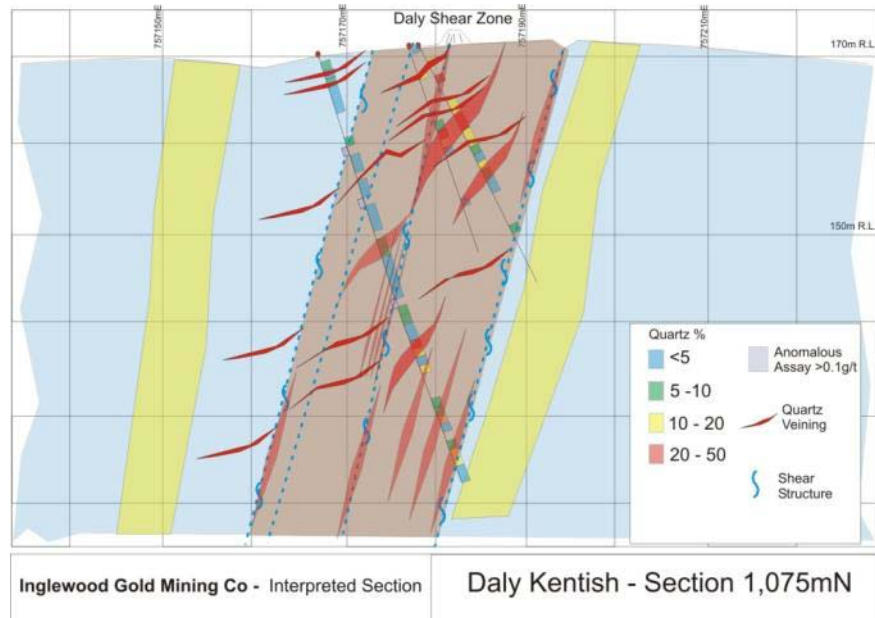 Daly Shear Zone
757150mE
757170mE
757190mE
757210mE
170m R.L
150m R.L
Quartz %
<5
5 -10
10 - 20
20 - 50
Anomalous
Assay >0.1g/t
Quartz
Veining
Shear
Structure
Inglewood Gold Mining Co - Interpreted Section
Daly Kentish - Section 1,075mN